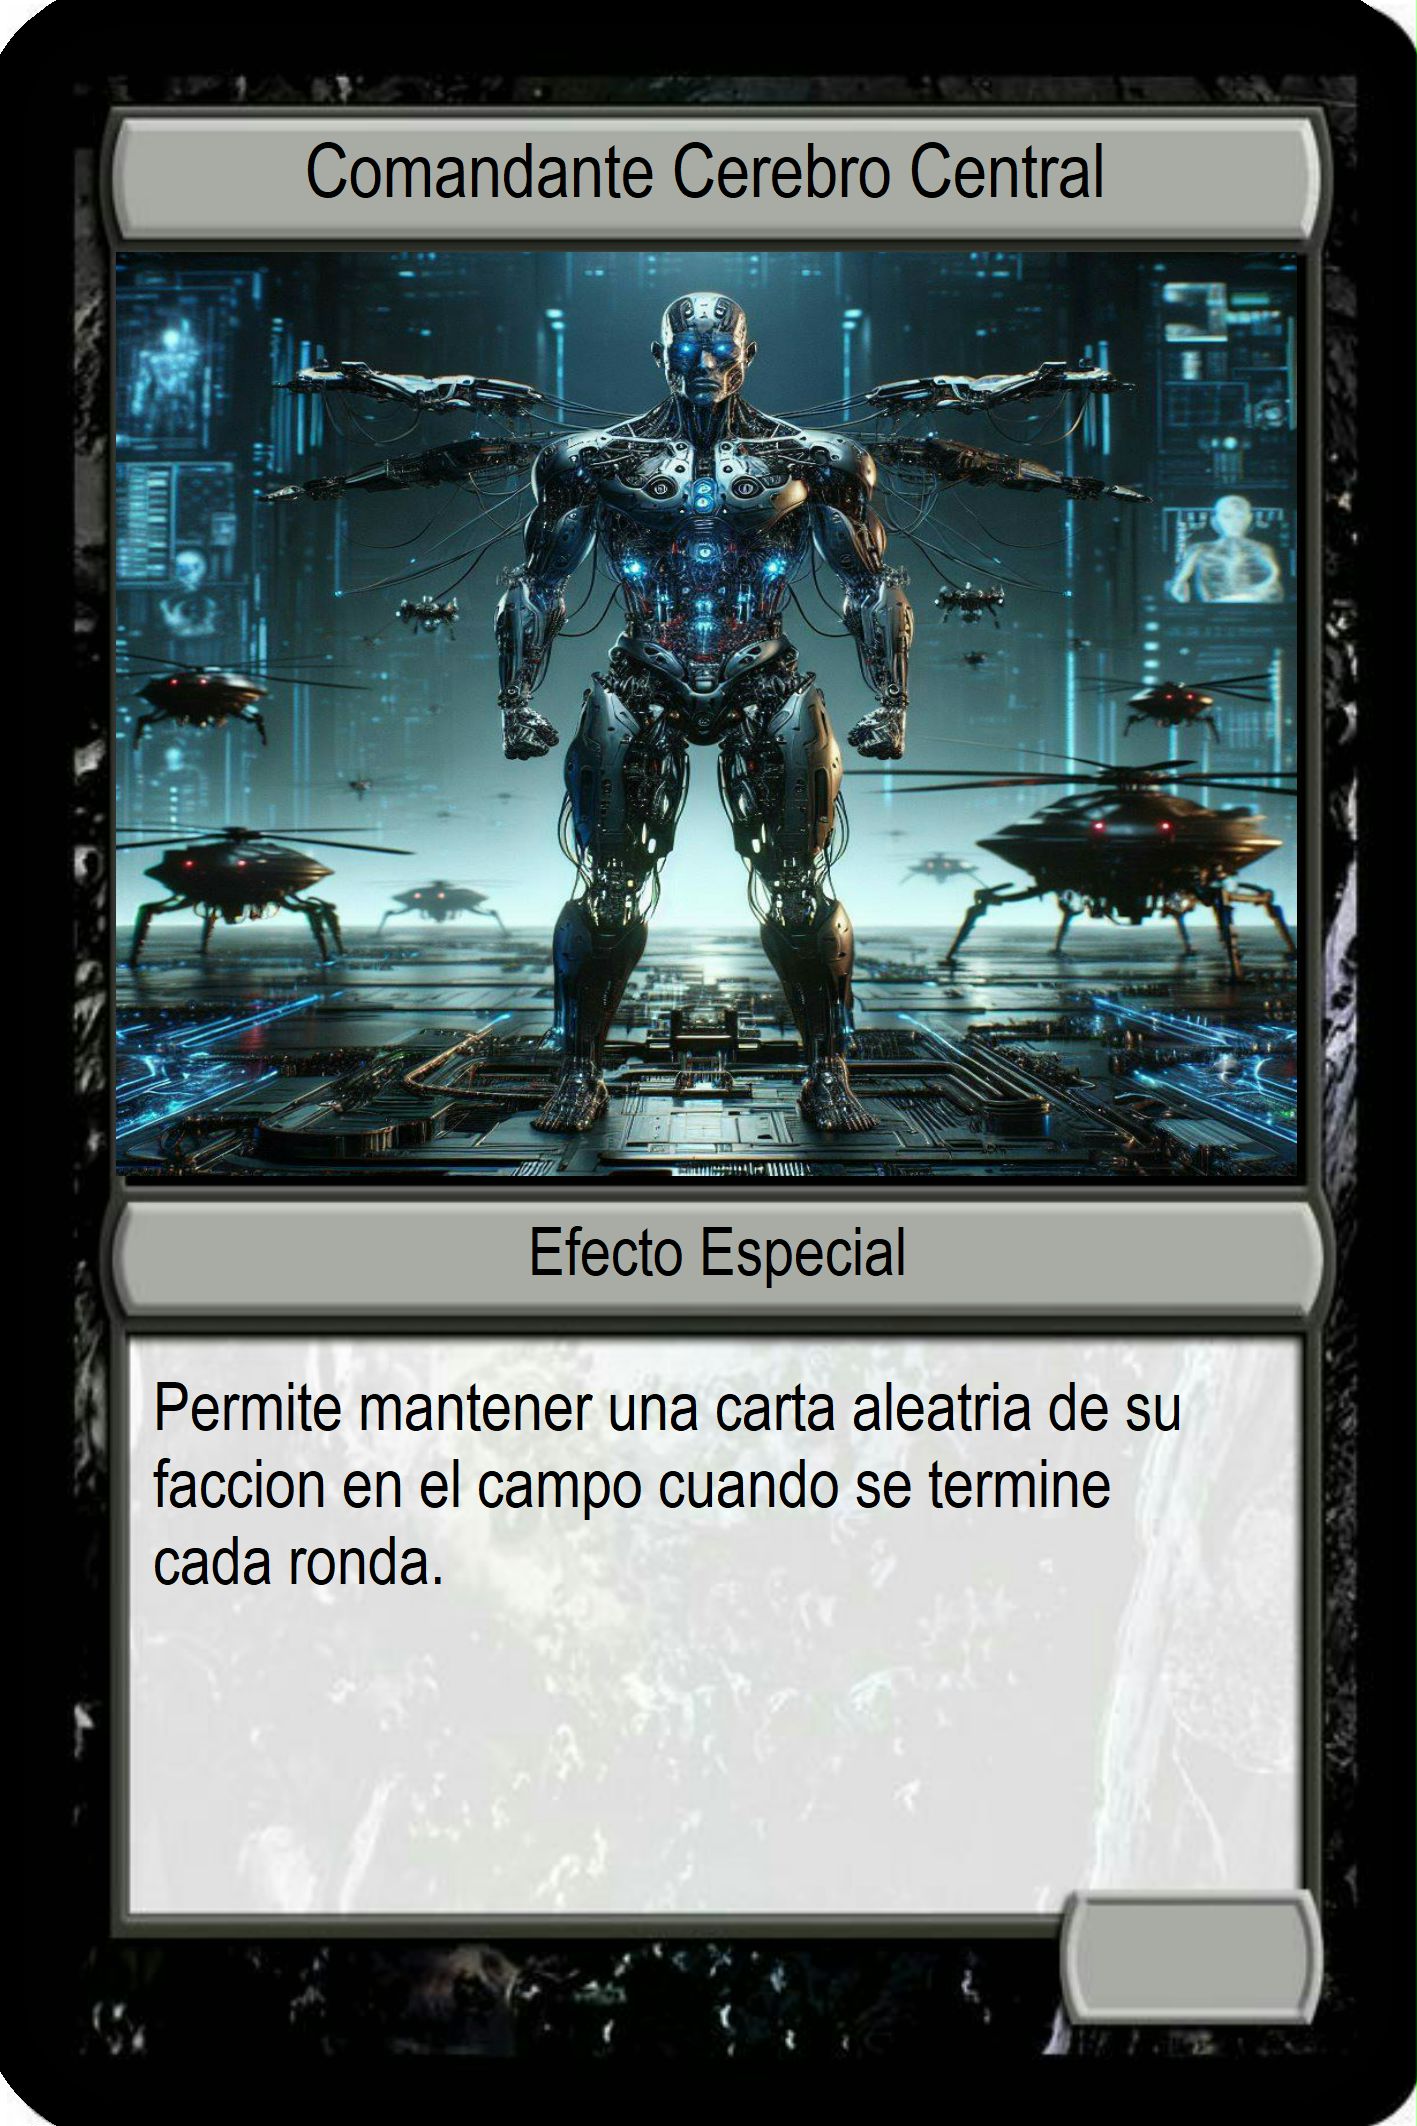 Comandante Cerebro Central
Efecto Especial
Permite mantener una carta aleatria de su
faccion en el campo cuando se termine
cada ronda.